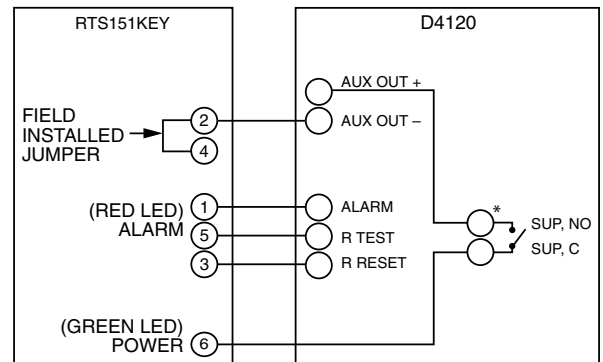 RTS151KEY
D4120
AUX OUT +
FIELD
INSTALLED
JUMPER
2
AUX OUT –
4
(RED LED)
ALARM
1
ALARM
5
R TEST
3
R RESET
*
SUP, NO
SUP, C
(GREEN LED)
POWER
6